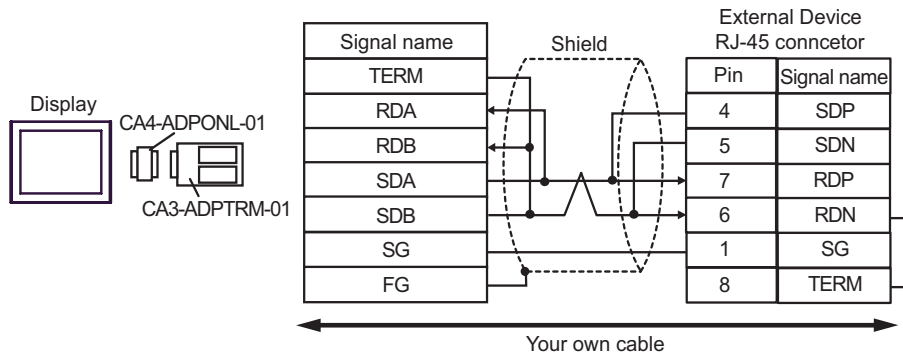 External Device
RJ-45 conncetor
Shield
Signal name
TERM
RDA
RDB
SDA
SDB
SG
FG
Pin Signal name
4 SDP
5 SDN
7 RDP
6 RDN
1 SG
8 TERM
Display
CA4-ADPONL-01
CA3-ADPTRM-01
Your own cable